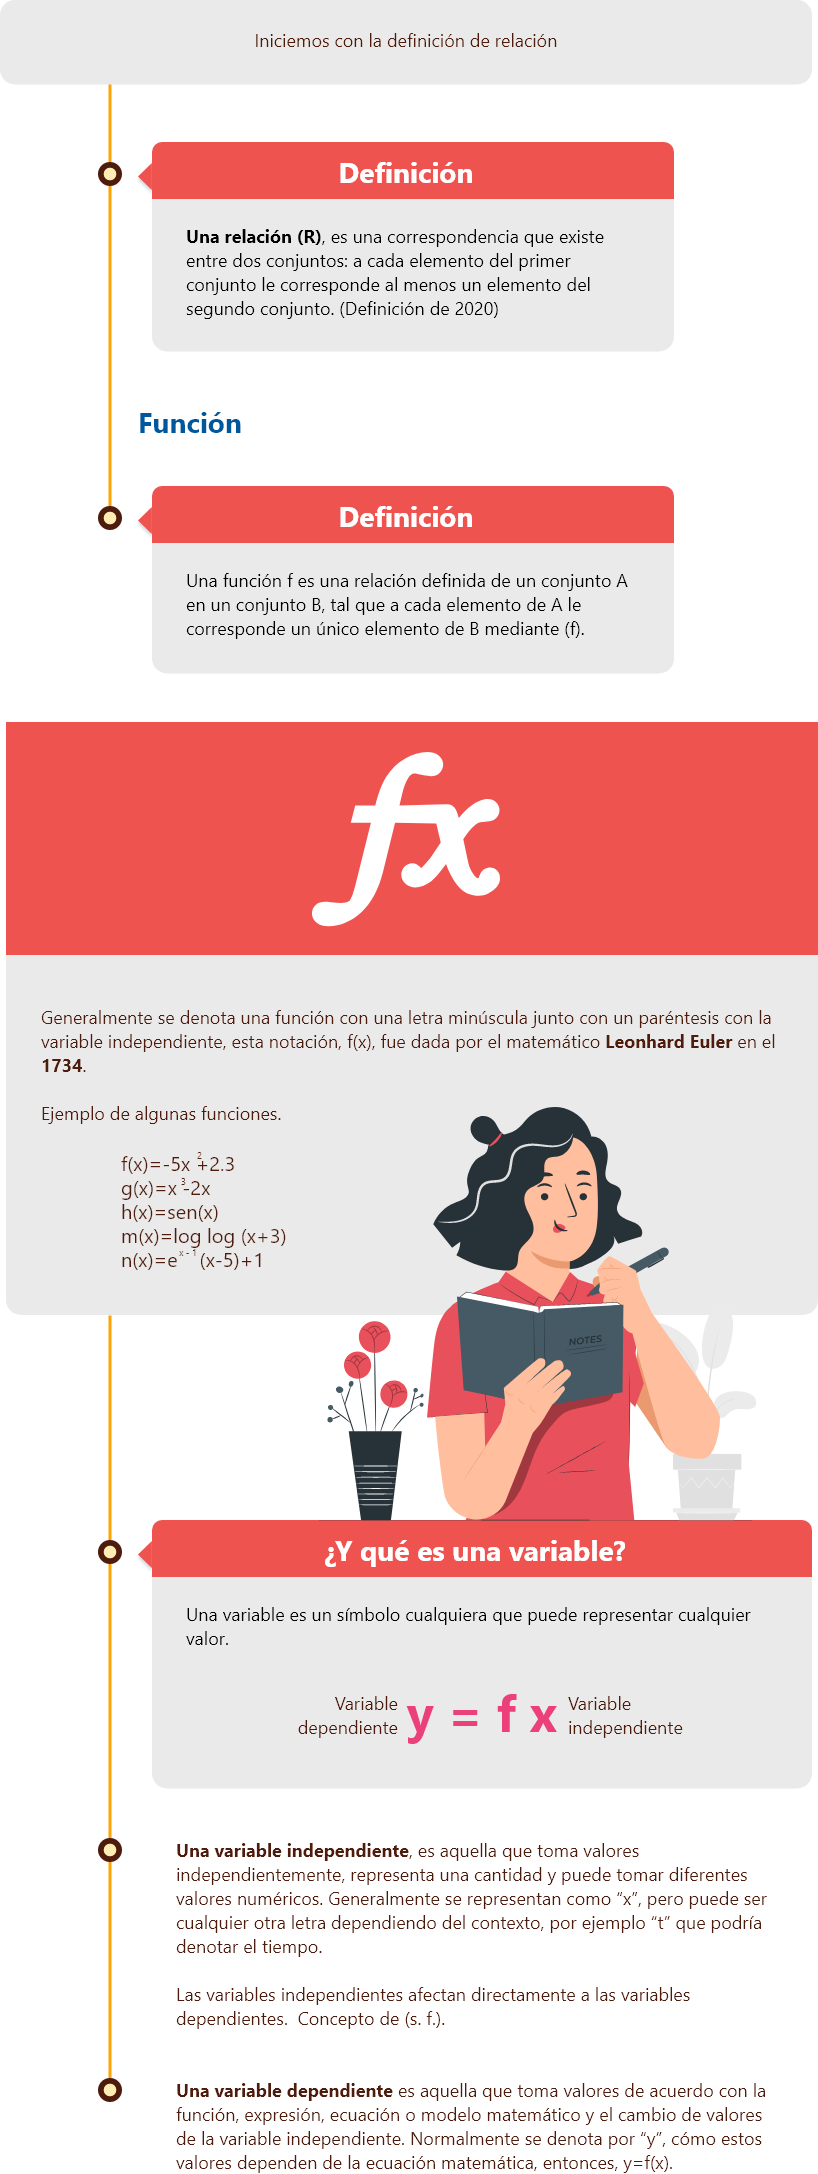 Iniciemos con la definición de relación
Definición
Una relación (R), es una correspondencia que existe
entre dos conjuntos: a cada elemento del primer
conjunto le corresponde al menos un elemento del
segundo conjunto. (Definición de 2020)
Función
Definición
Una función f es una relación definida de un conjunto A
en un conjunto B, tal que a cada elemento de A le
corresponde un único elemento de B mediante (f).
fx
Generalmente se denota una función con una letra minúscula junto con un paréntesis con la
variable independiente, esta notación, f(x), fue dada por el matemático Leonhard Euler en el
1734.
Ejemplo de algunas funciones.
f(x)=-5x²+2.3
g(x)=x³-2x
h(x)=sen(x)
m(x)=log log (x+3)
n(x)=e^x-1 (x-5)+1
NOTES
¿Y qué es una variable?
Una variable es un símbolo cualquiera que puede representar cualquier
valor.
Variable
dependiente
y = f x
Variable
independiente
Una variable independiente, es aquella que toma valores
independientemente, representa una cantidad y puede tomar diferentes
valores numéricos. Generalmente se representan como “x”, pero puede ser
cualquier otra letra dependiendo del contexto, por ejemplo “t” que podría
denotar el tiempo.
Las variables independientes afectan directamente a las variables
dependientes.  Concepto de (s. f.).
Una variable dependiente es aquella que toma valores de acuerdo con la
función, expresión, ecuación o modelo matemático y el cambio de valores
de la variable independiente. Normalmente se denota por “y”, cómo estos
valores dependen de la ecuación matemática, entonces, y=f(x).